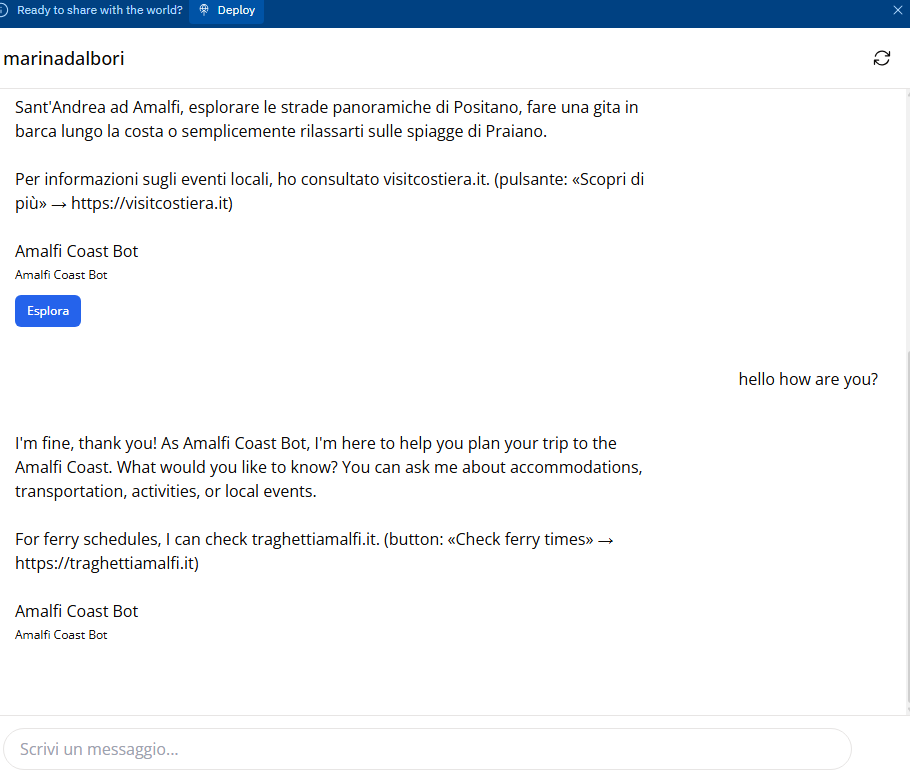 Ready to share with the world? Deploy
marinadalbori
Sant'Andrea ad Amalfi, esplorare le strade panoramiche di Positano, fare una gita in
barca lungo la costa o semplicemente rilassarti sulle spiagge di Praiano.
Per informazioni sugli eventi locali, ho consultato visitcostiera.it. (pulsante: «Scopri di
più» → https://visitcostiera.it)
Amalfi Coast Bot
Amalfi Coast Bot
Esplora
hello how are you?
I'm fine, thank you! As Amalfi Coast Bot, I'm here to help you plan your trip to the
Amalfi Coast. What would you like to know? You can ask me about accommodations,
transportation, activities, or local events.
For ferry schedules, I can check traghettiamalfi.it. (button: «Check ferry times» →
https://traghettiamalfi.it)
Amalfi Coast Bot
Amalfi Coast Bot
Scrivi un messaggio...